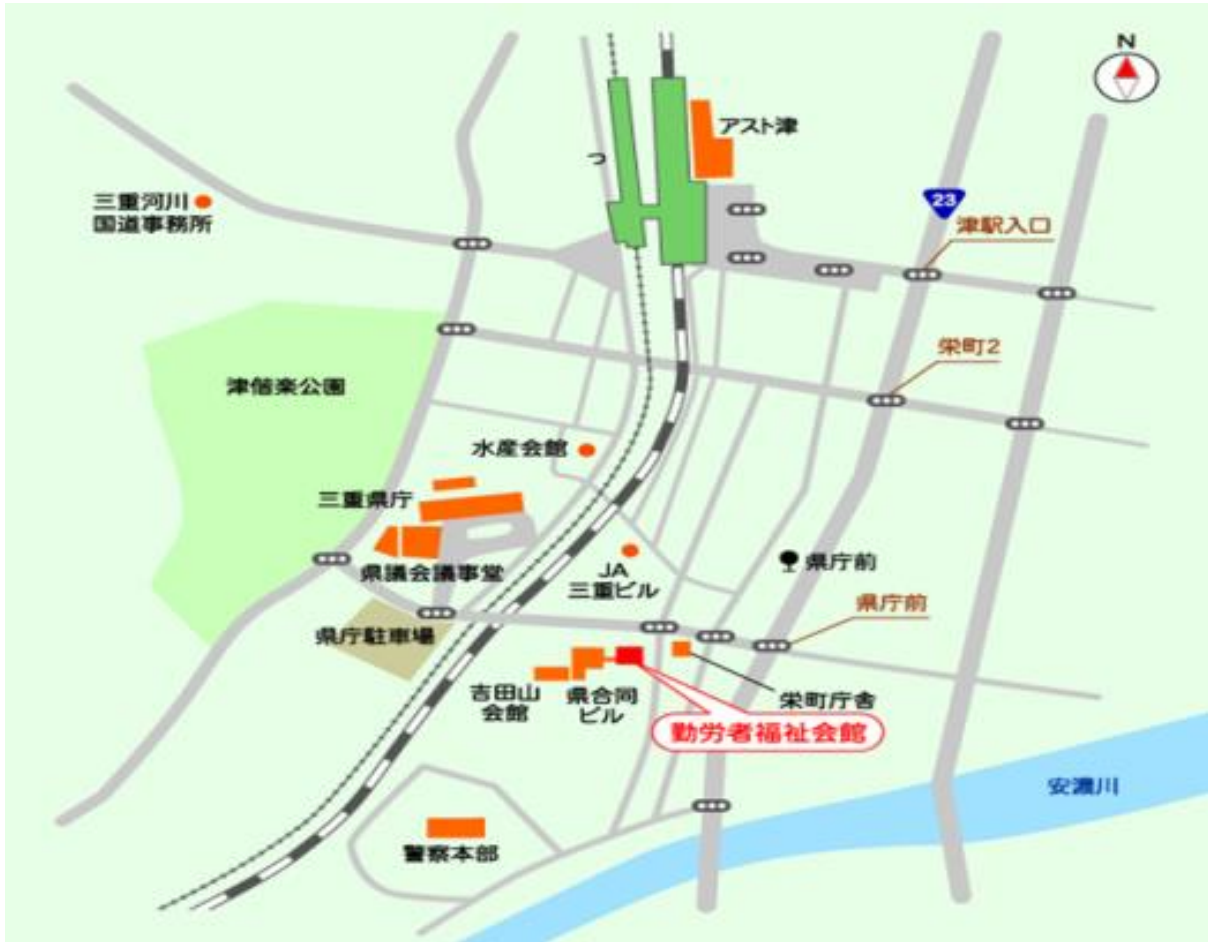 N
アスト津
つ
三重河川
国道事務所
23
津駅入口
栄町2
津偕楽公園
水産会館
三重県庁
県議会議事堂
JA
三重ビル
県庁前
県庁前
県庁駐車場
吉田山
会館
県合同
ビル
栄町庁舎
勤労者福祉会館
安濃川
警察本部